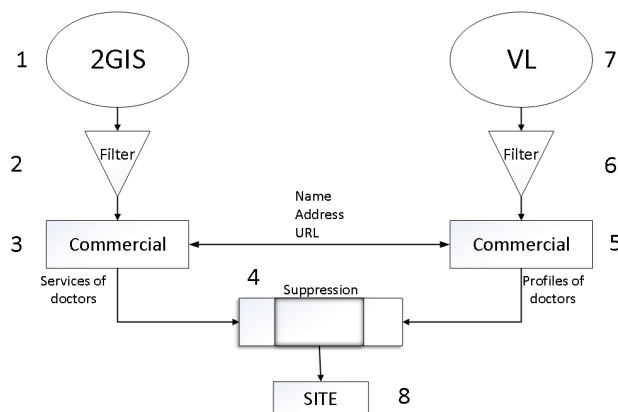 1
2GIS
VL
7
2
Filter
Filter
6
Name
Address
URL
3
Commercial
Commercial
5
Services of
doctors
4
Suppression
Profiles of
doctors
SITE
8